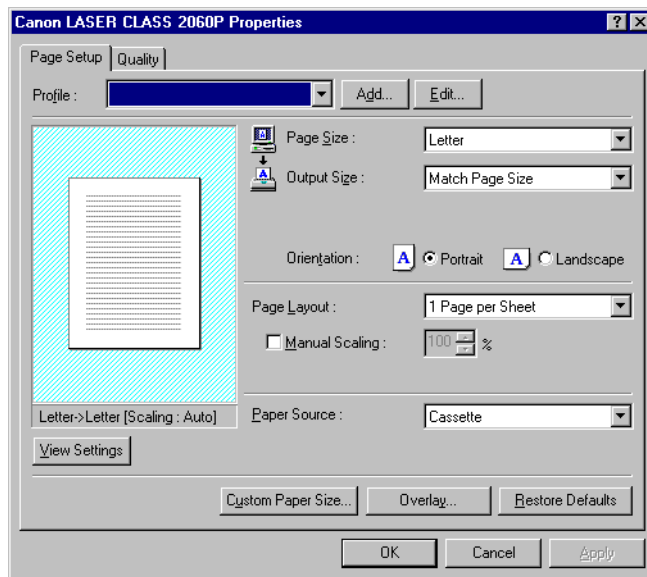 Canon LASER CLASS 2060P Properties
Page Setup Quality
Profile : Add... Edit...
Page Size : Letter
Output Size : Match Page Size
Orientation : A Portrait A Landscape
Page Layout : 1 Page per Sheet
Manual Scaling : 100 %
Letter->Letter [Scaling : Auto] Paper Source : Cassette
View Settings
Custom Paper Size... Overlay... Restore Defaults
OK Cancel Apply